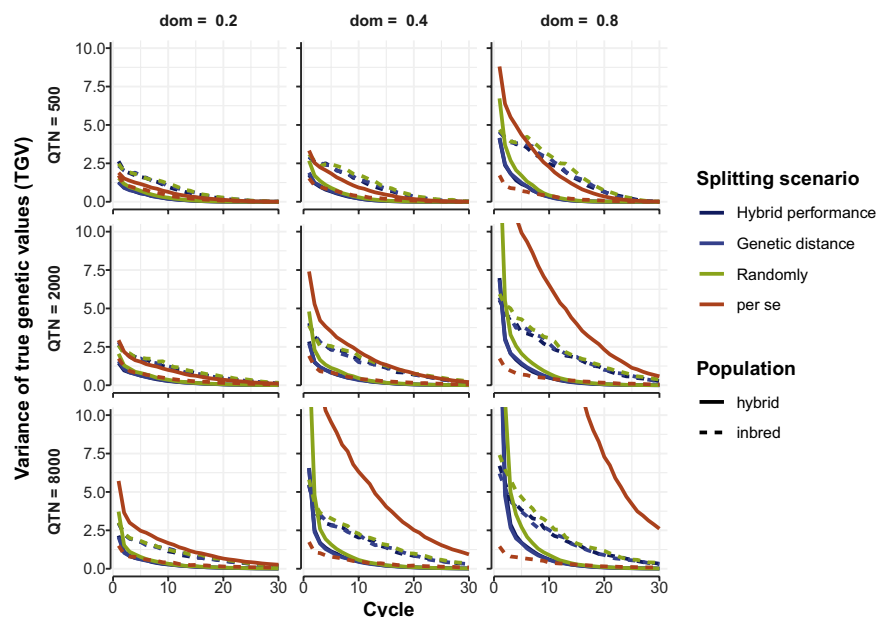 dom = 0.2
dom = 0.4
dom = 0.8
Variance of true genetic values (TGV)
QTN = 500
10.0
7.5
5.0
2.5
0.0
QTN = 2000
10.0
7.5
5.0
2.5
0.0
QTN = 8000
10.0
7.5
5.0
2.5
0.0
0 10 20 30
0 10 20 30
0 10 20 30
Cycle
Splitting scenario
Hybrid performance
Genetic distance
Randomly
per se
Population
hybrid
inbred